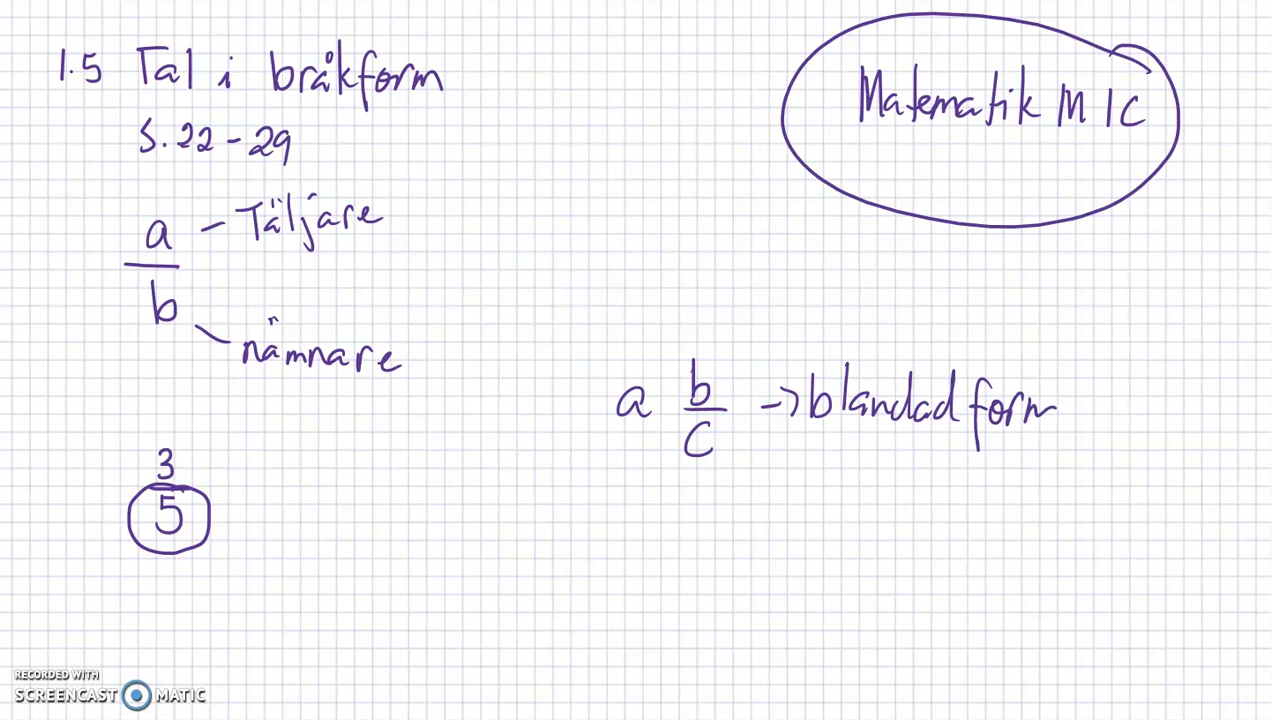 1.5 Tal i bråkform
s. 22 - 29
Matematik M 1C
a - Täljare
b
nämnare
a b/c -> blandad form
3
5
RECORDED WITH
SCREENCAST MATIC